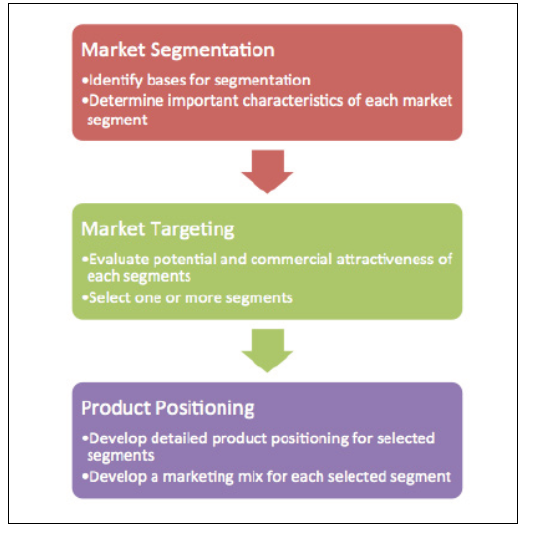 Market Segmentation
•Identify bases for segmentation
•Determine important characteristics of each market
segment
Market Targeting
•Evaluate potential and commercial attractiveness of
each segments
•Select one or more segments
Product Positioning
•Develop detailed product positioning for selected
segments
•Develop a marketing mix for each selected segment